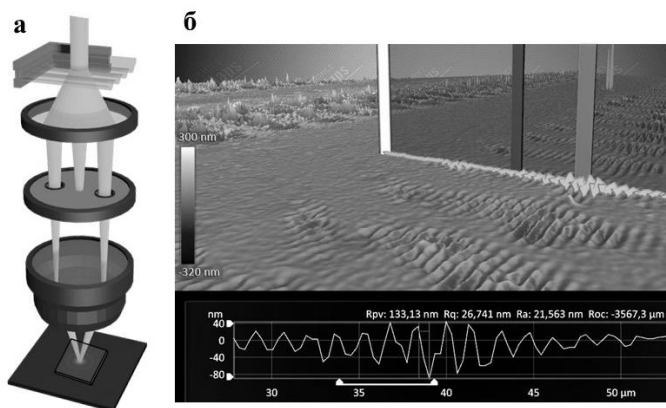 а
б
300 nm
-320 nm
Rpv: 133,13 nm Rq: 26,741 nm Ra: 21,563 nm Roc: -3567,3 µm
nm
40
0
-40
-80
30 35 40 45 50 µm